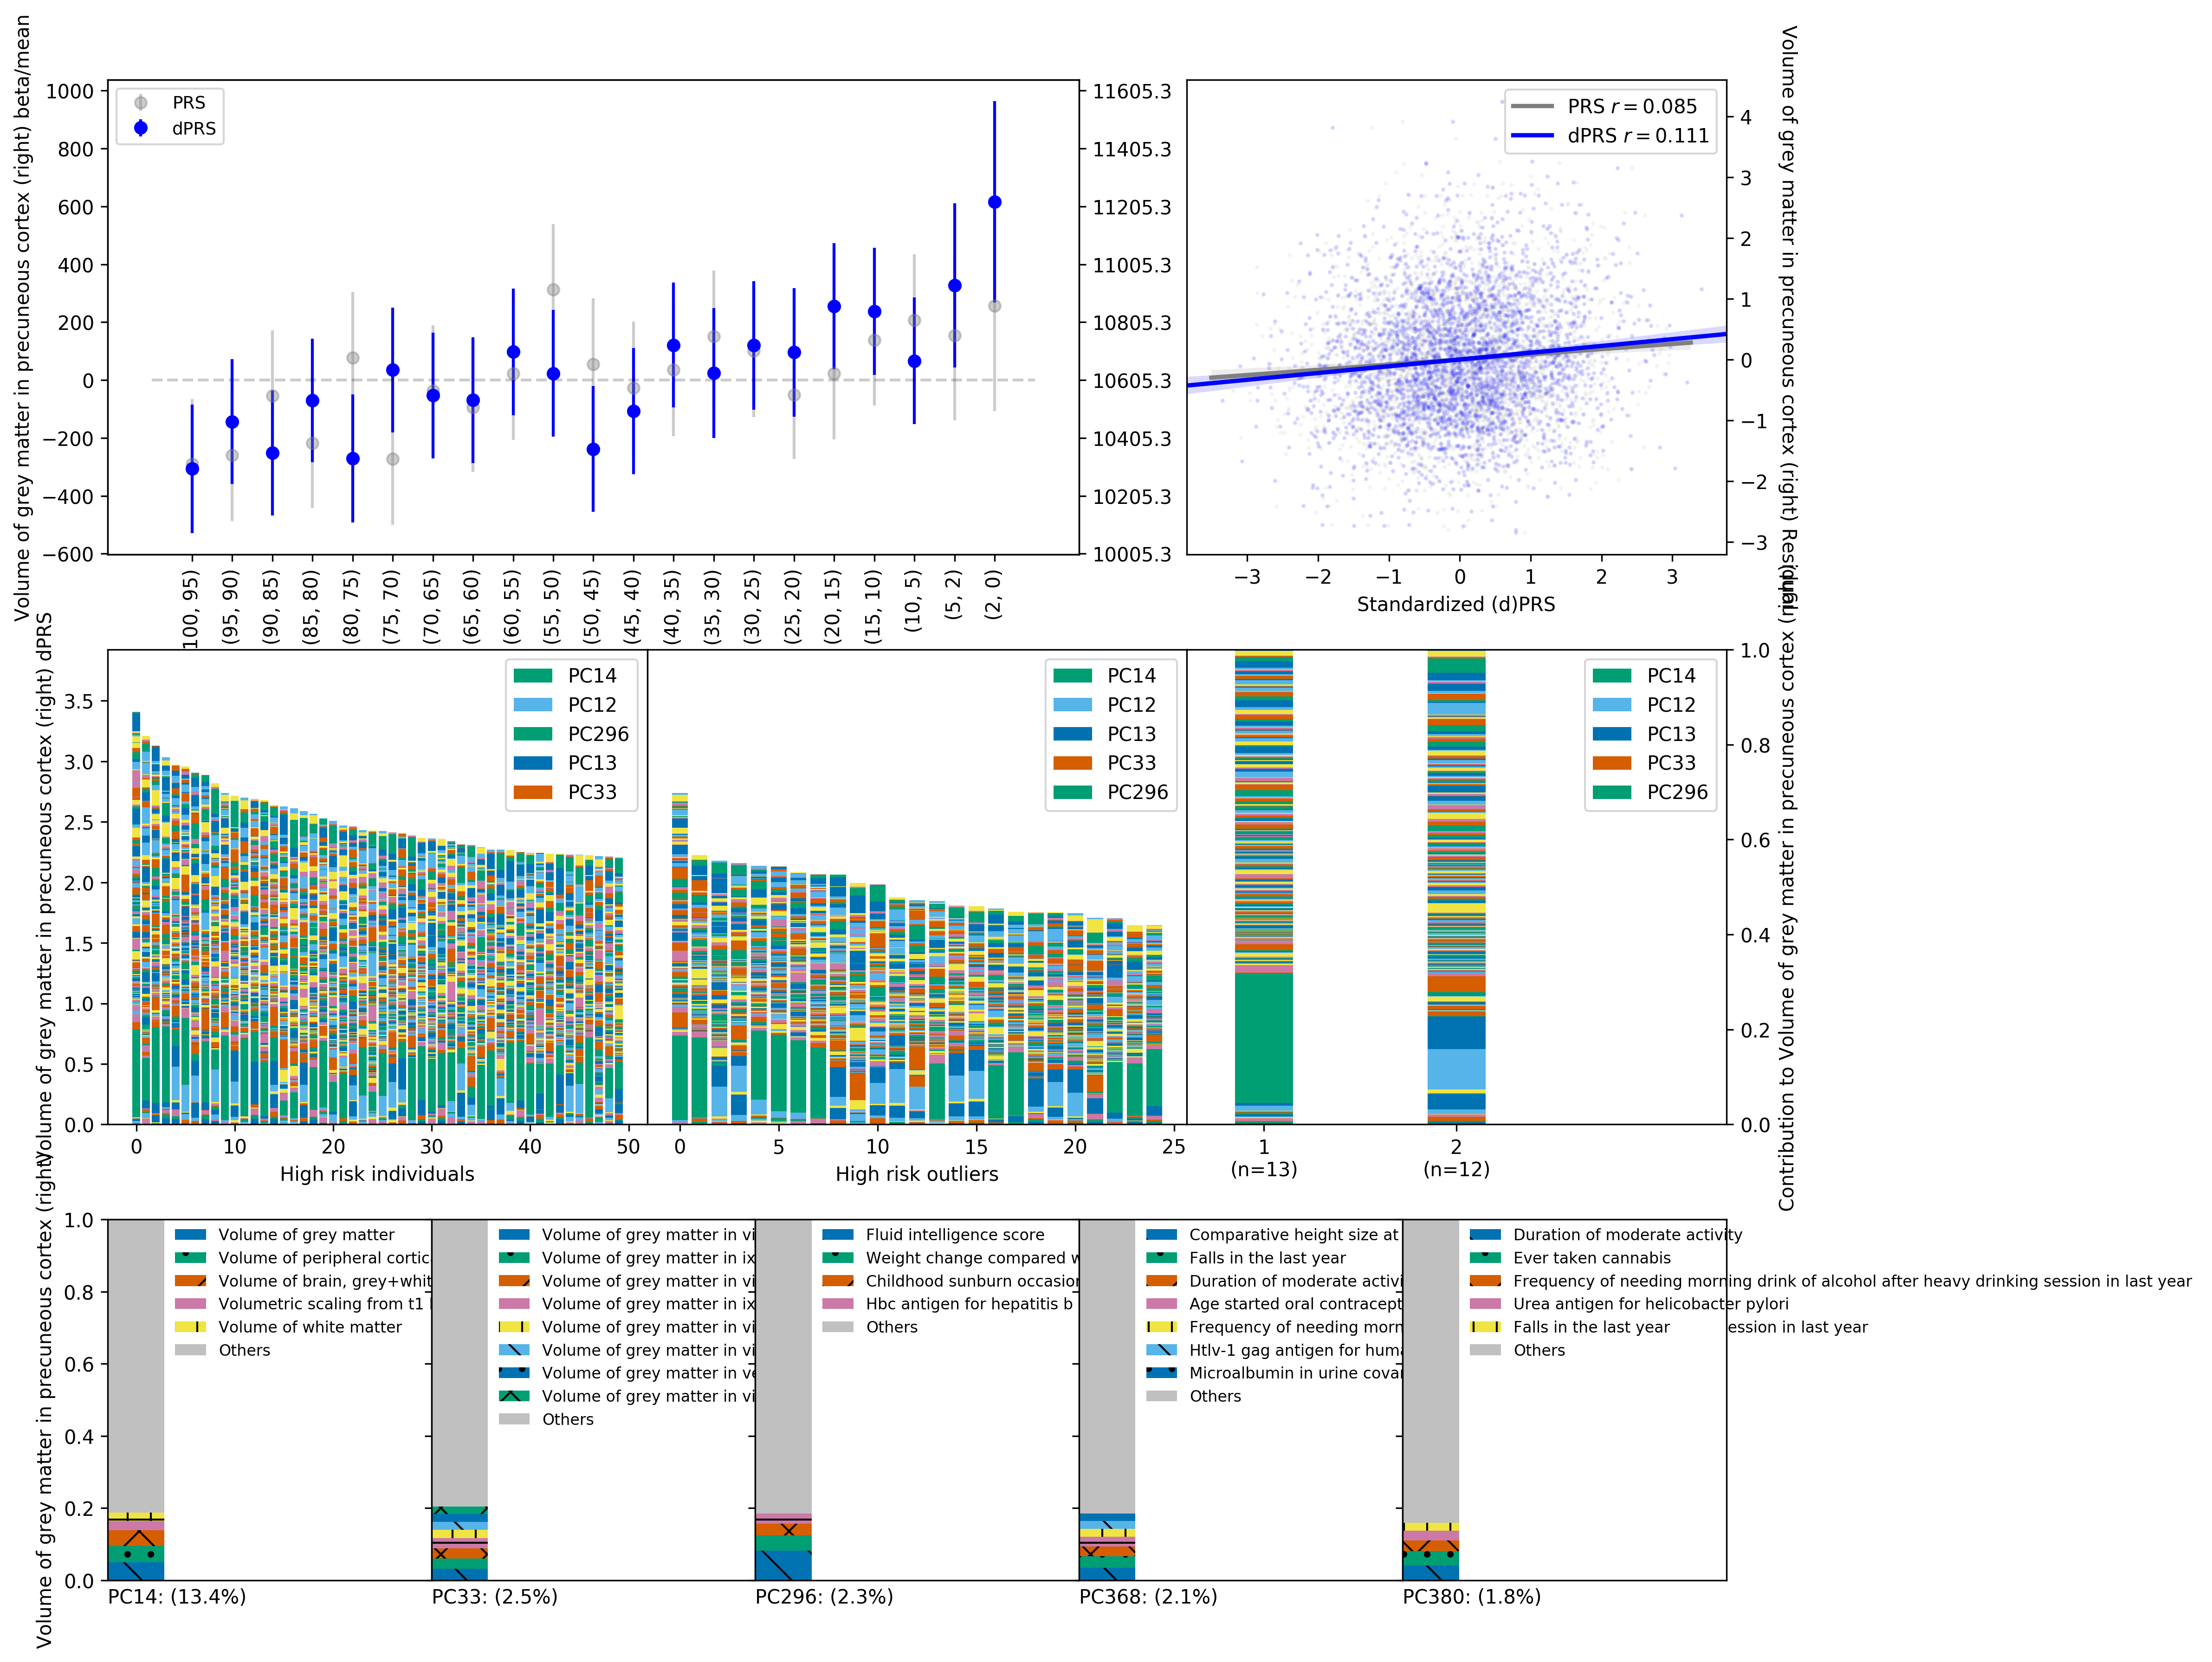 Volume of grey matter in precuneous cortex (right) beta/mean
1000
800
600
400
200
0
−200
−400
−600
PRS
dPRS
11605.3
11405.3
11205.3
11005.3
10805.3
10605.3
10405.3
10205.3
10005.3
100, 95)
(95, 90)
(90, 85)
(85, 80)
(80, 75)
(75, 70)
(70, 65)
(65, 60)
(60, 55)
(55, 50)
(50, 45)
(45, 40)
(40, 35)
(35, 30)
(30, 25)
(25, 20)
(20, 15)
(15, 10)
(10, 5)
(5, 2)
(2, 0)
PRS r = 0.085
dPRS r = 0.111
4
3
2
1
0
−1
−2
−3
−3
−2
−1
0
1
2
3
Standardized (d)PRS
Volume of grey matter in precuneous cortex (right) Residual
Volume of grey matter in precuneous cortex (right) dPRS
3.5
3.0
2.5
2.0
1.5
1.0
0.5
0.0
PC14
PC12
PC296
PC13
PC33
0
10
20
30
40
50
High risk individuals
PC14
PC12
PC13
PC33
PC296
0
5
10
15
20
25
High risk outliers
PC14
PC12
PC13
PC33
PC296
1
(n=13)
2
(n=12)
1.0
0.8
0.6
0.4
0.2
0.0
Contribution to Volume of grey matter in precuneous cortex (right)
Volume of grey matter in precuneous cortex (right)
1.0
0.8
0.6
0.4
0.2
0.0
Volume of grey matter
Volume of peripheral cortic
Volume of brain, grey+whit
Volumetric scaling from t1
Volume of white matter
Others
PC14: (13.4%)
Volume of grey matter in vi
Volume of grey matter in ix
Volume of grey matter in vi
Volume of grey matter in ix
Volume of grey matter in vi
Volume of grey matter in vi
Volume of grey matter in ve
Volume of grey matter in vi
Others
PC33: (2.5%)
Fluid intelligence score
Weight change compared w
Childhood sunburn occasion
Hbc antigen for hepatitis b
Others
PC296: (2.3%)
Comparative height size at
Falls in the last year
Duration of moderate activi
Age started oral contracept
Frequency of needing morn
Htlv-1 gag antigen for huma
Microalbumin in urine covar
Others
PC368: (2.1%)
Duration of moderate activity
Ever taken cannabis
Frequency of needing morning drink of alcohol after heavy drinking session in last year
Urea antigen for helicobacter pylori
Falls in the last year
ession in last year
Others
PC380: (1.8%)